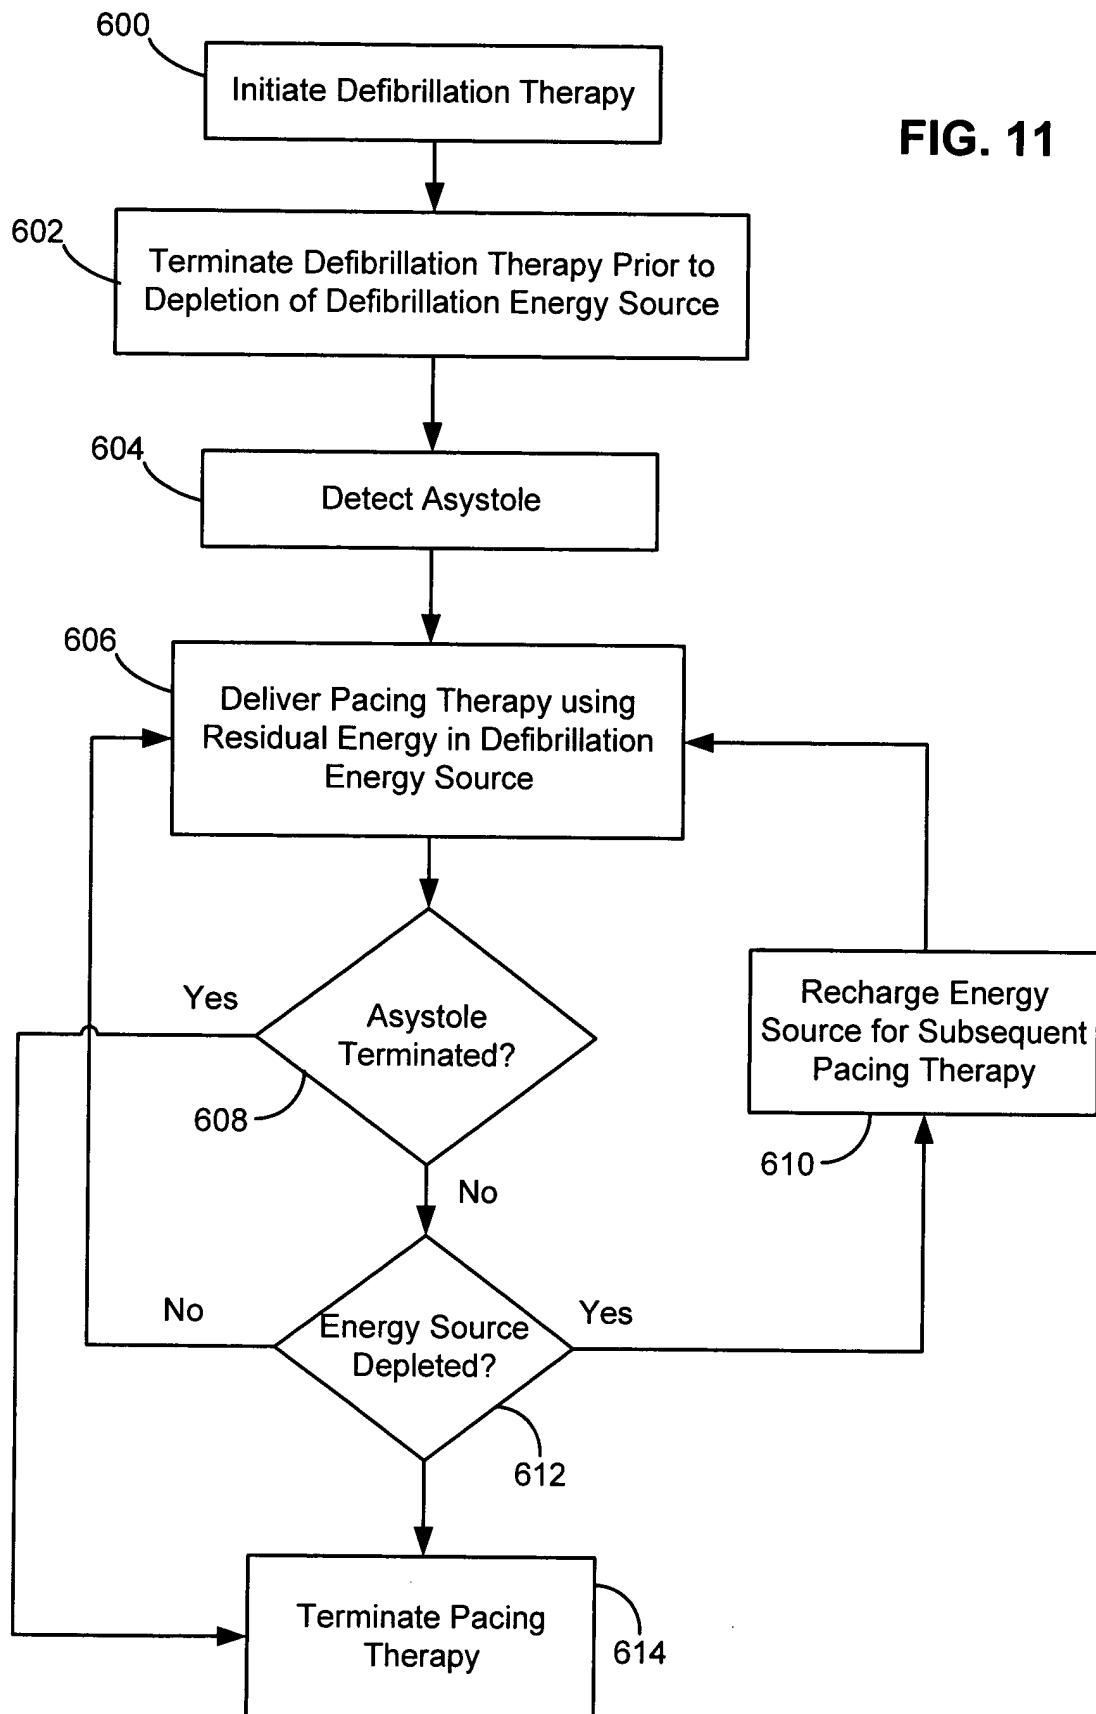 600
Initiate Defibrillation Therapy
FIG. 11
602
Terminate Defibrillation Therapy Prior to
Depletion of Defibrillation Energy Source
604
Detect Asystole
606
Deliver Pacing Therapy using
Residual Energy in Defibrillation
Energy Source
Yes
Asystole
Terminated?
608
Recharge Energy
Source for Subsequent
Pacing Therapy
610
No
No
Energy Source
Depleted?
Yes
612
Terminate Pacing
Therapy
614